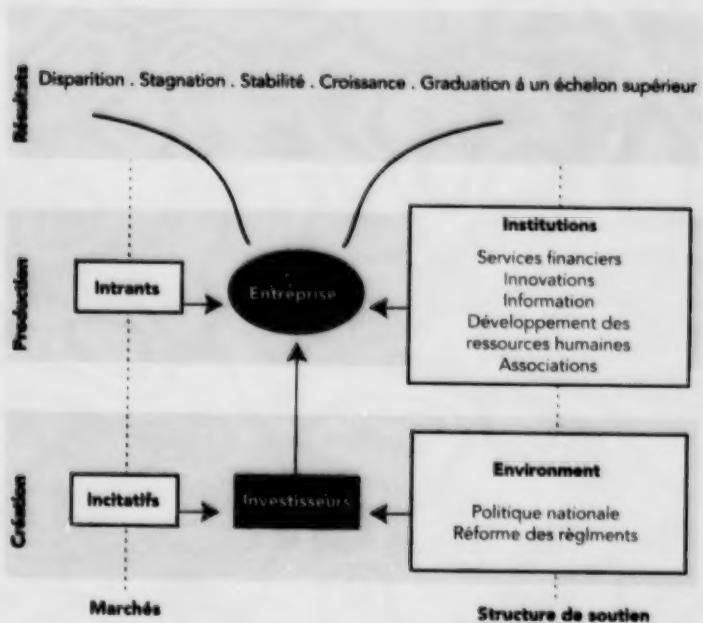 Résultats
Disparition . Stagnation . Stabilité . Croissance . Graduation á un échelon supérieur
Production
Intrants
Entreprise
Institutions
Services financiers
Innovations
Information
Développement des
ressources humaines
Associations
Création
Incitatifs
Investisseurs
Environment
Politique nationale
Réforme des règlments
Marchés
Structure de soutien